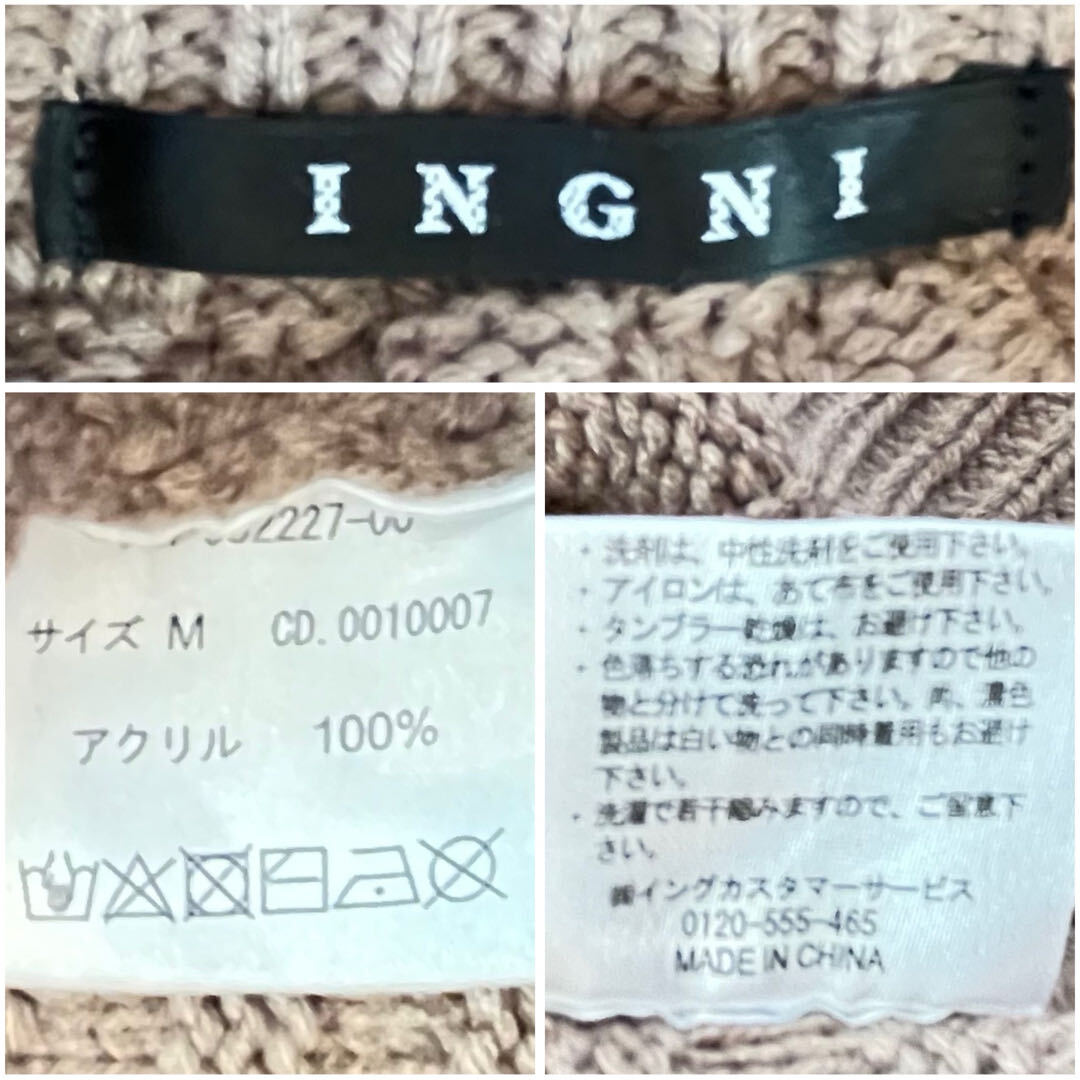 INGNI
2227-00
サイズ M CD.0010007
アクリル 100%
・洗剤は、中性洗剤をご使用下さい。
・アイロンは、あて布をご使用下さい。
・タンブラー乾燥は、お避け下さい。
・色落ちする恐れがありますので他の
物と分けて洗って下さい。尚、濃色
製品は白い物との同時着用もお避け
下さい。
・洗濯で若干縮みますので、ご留意下
さい。
㈱イングカスタマーサービス
0120-555-465
MADE IN CHINA